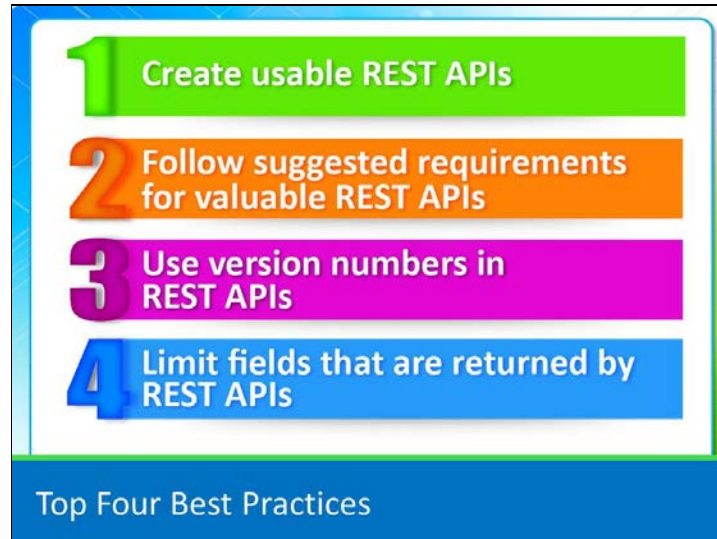 1 Create usable REST APIs
2 Follow suggested requirements
for valuable REST APIs
3 Use version numbers in
REST APIs
4 Limit fields that are returned by
REST APIs
Top Four Best Practices